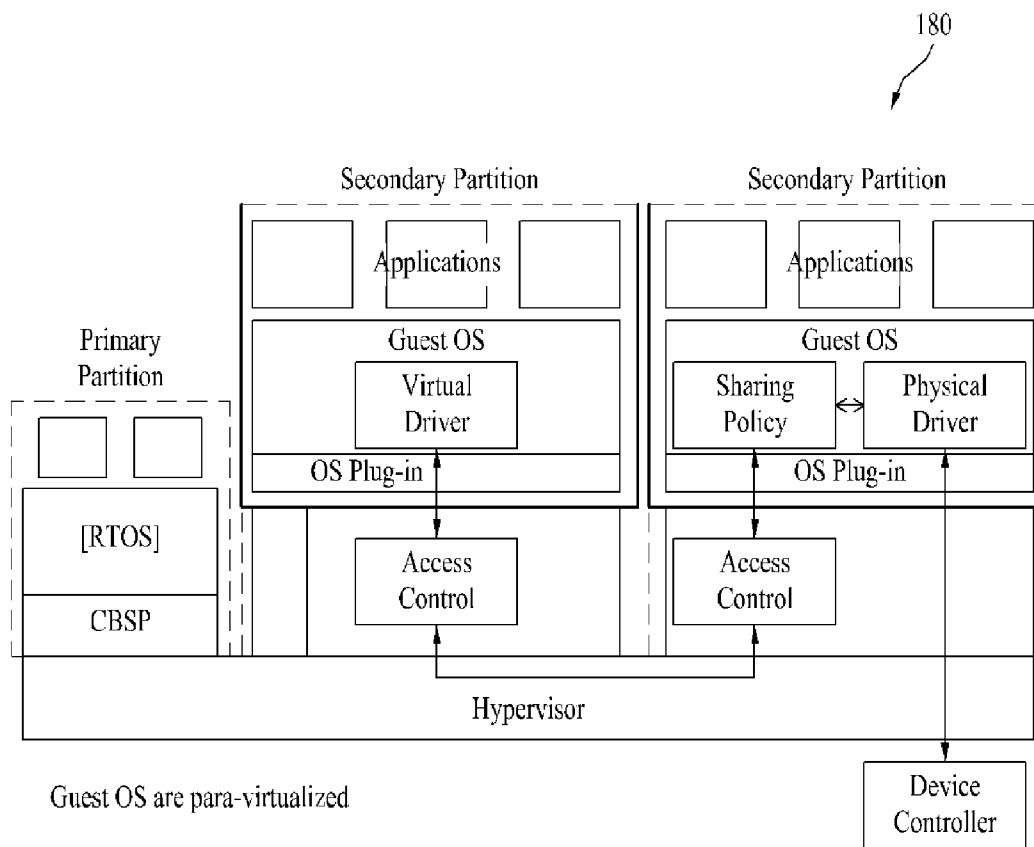 180
Secondary Partition
Secondary Partition
Applications
Applications
Primary
Partition
Guest OS
Guest OS
Virtual
Driver
Sharing
Policy
Physical
Driver
OS Plug-in
OS Plug-in
[RTOS]
CBSP
Access
Control
Access
Control
Hypervisor
Guest OS are para-virtualized
Device
Controller